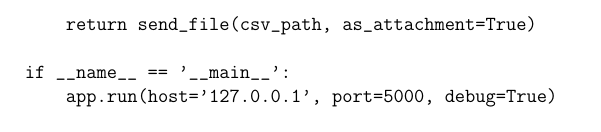 return send_file(csv_path, as_attachment=True)

if __name__ == '__main__':
    app.run(host='127.0.0.1', port=5000, debug=True)